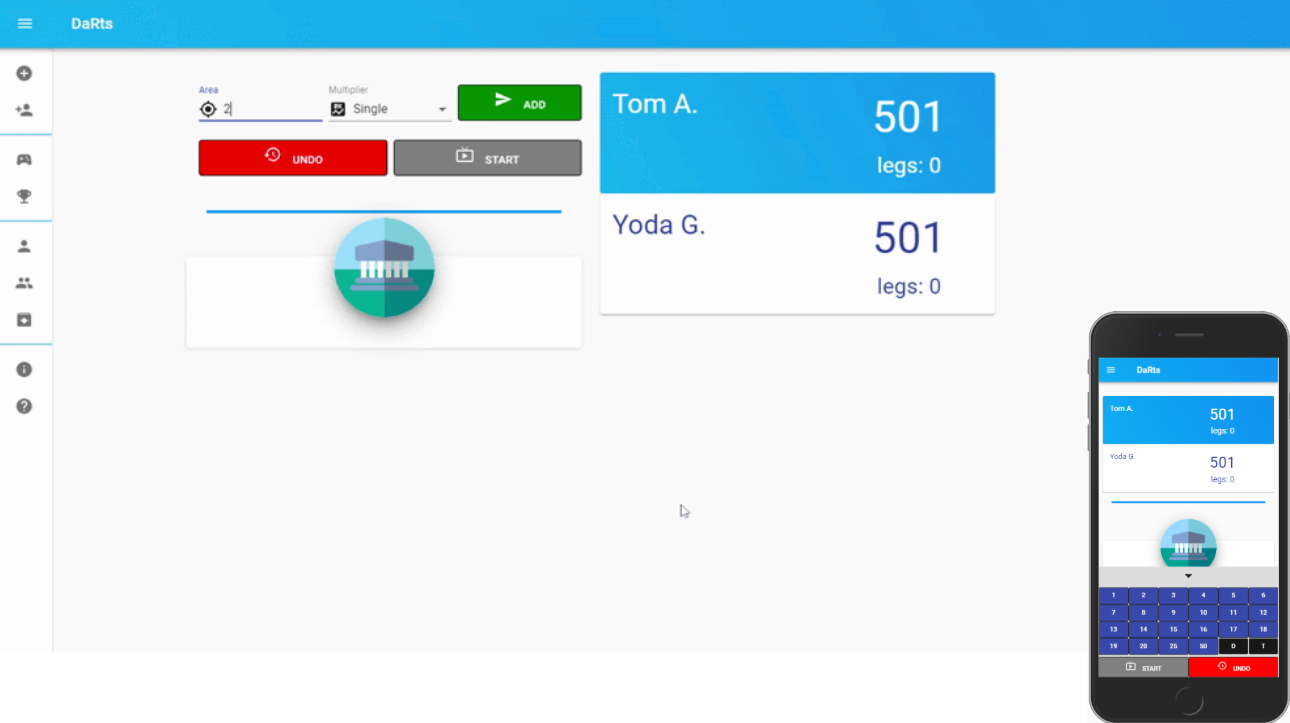 DaRts
Area
2
Multiplier
Single
ADD
UNDO
START
Tom A.
501
legs: 0
Yoda G.
501
legs: 0
DaRts
Tom A.
501
legs: 0
Yoda G.
501
legs: 0
1 2 3 4 5 6
7 8 9 10 11 12
13 14 15 16 17 18
19 20 25 50 D T
START UNDO